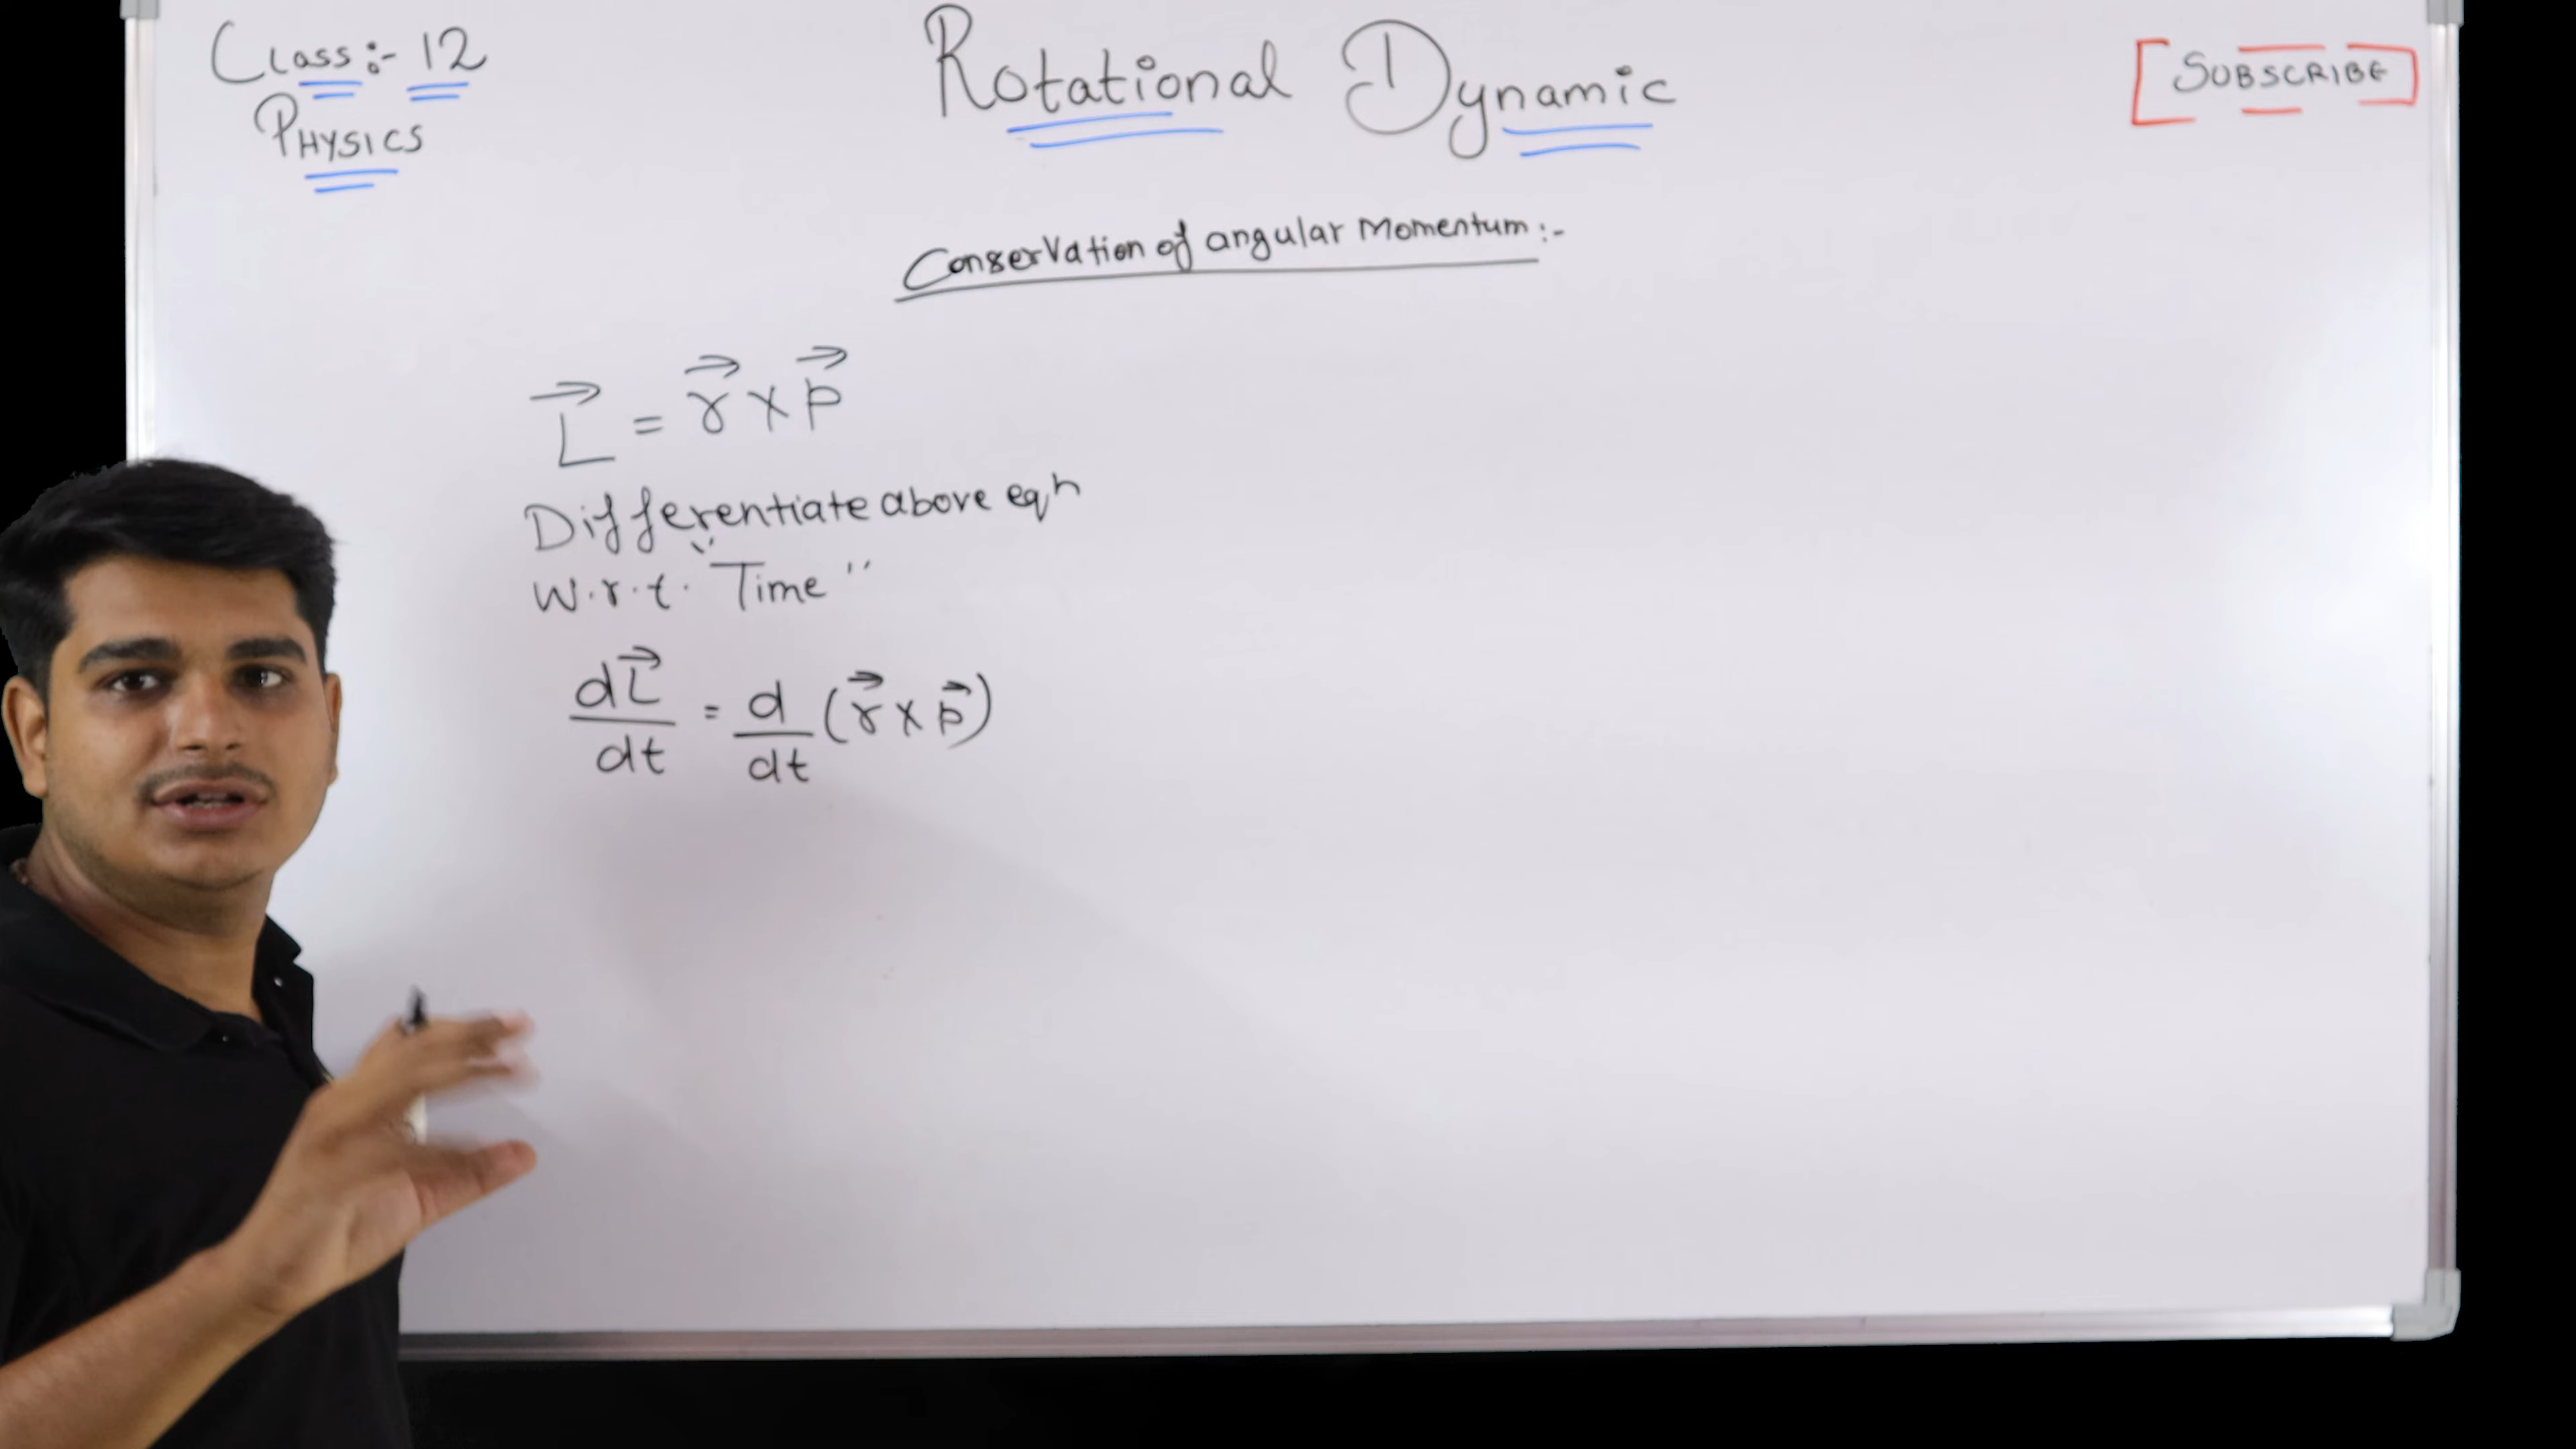 Class:- 12
Physics
Rotational Dynamic
SUBSCRIBE
Conservation of angular Momentum:-
L⃗ = r⃗ × p⃗
Differentiate above eqn
w.r.t. "Time"
dL⃗/dt = d/dt (r⃗ × p⃗)